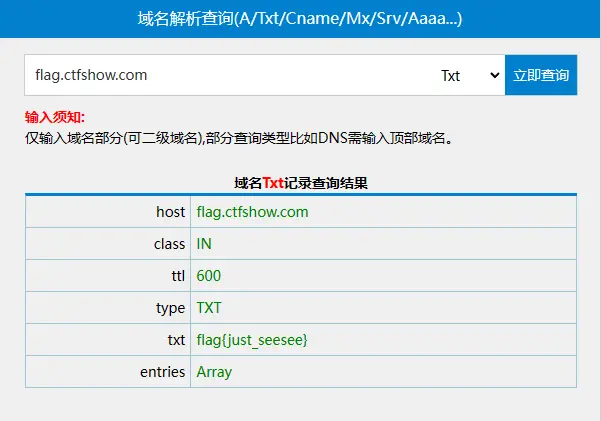 域名解析查询(A/Txt/Cname/Mx/Srv/Aaaa...)
flag.ctfshow.com Txt 立即查询
输入须知:
仅输入域名部分(可二级域名),部分查询类型比如DNS需输入顶部域名。
域名Txt记录查询结果
host flag.ctfshow.com
class IN
ttl 600
type TXT
txt flag{just_seesee}
entries Array